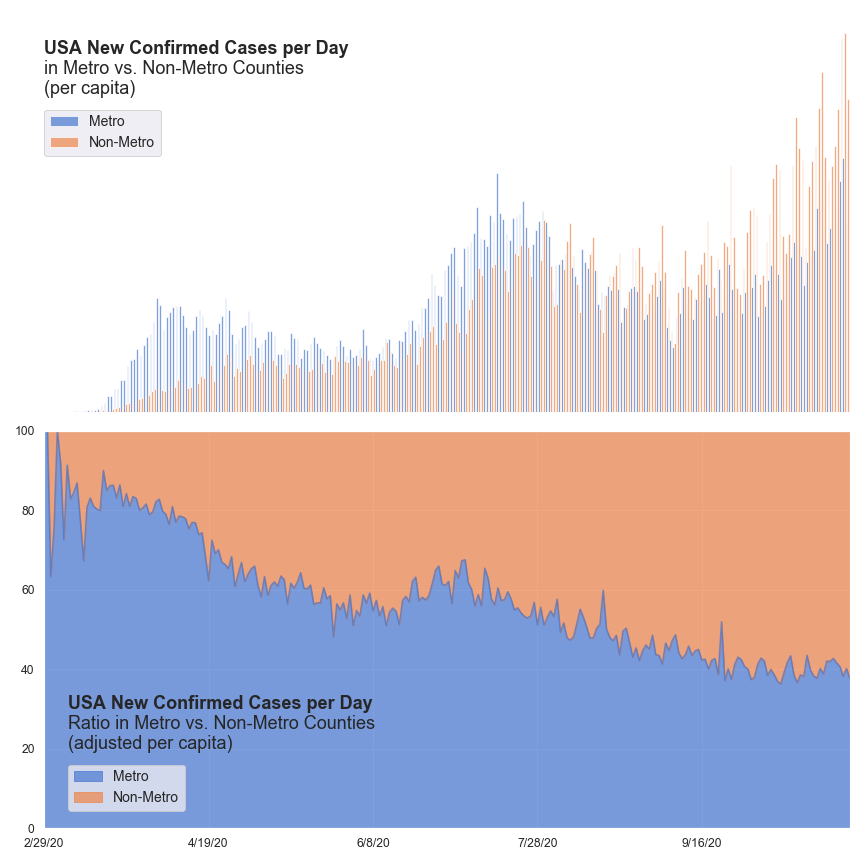 USA New Confirmed Cases per Day
in Metro vs. Non-Metro Counties
(per capita)
Metro
Non-Metro
100
80
60
40
20
0
USA New Confirmed Cases per Day
Ratio in Metro vs. Non-Metro Counties
(adjusted per capita)
Metro
Non-Metro
2/29/20 4/19/20 6/8/20 7/28/20 9/16/20